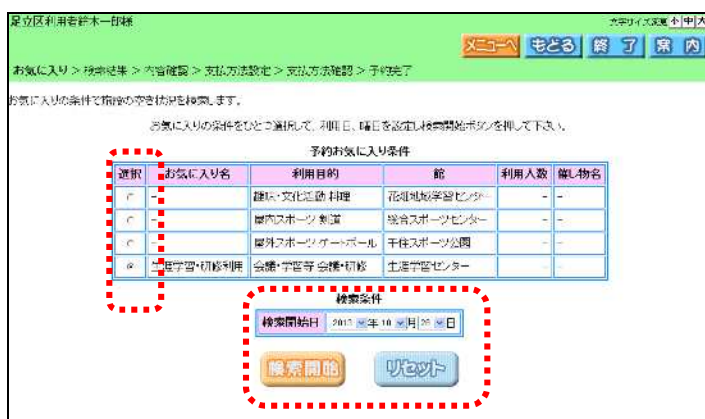 足立区利用者鈴木一郎様
文字サイズ変更 小 中 大
メニューへ もどる 終 了 案 内
お気に入り > 検索結果 > 内容確認 > 支払方法設定 > 支払方法確認 > 予約完了
お気に入りの条件で施設の空き状況を検索します。
お気に入りの条件をひとつ選択して、利用日、曜日を設定し検索開始ボタンを押して下さい。
予約お気に入り条件
選択 お気に入り名 利用目的 館 利用人数 催し物名
- 趣味・文化活動 料理 花畑地域学習センター - -
- 屋内スポーツ 剣道 総合スポーツセンター - -
- 屋外スポーツ ゲートボール 千住スポーツ公園 - -
生涯学習・研修利用 会議・学習等 会議・研修 生涯学習センター - -
検索条件
検索開始日 2013 年 10 月 26 日
検索開始 リセット